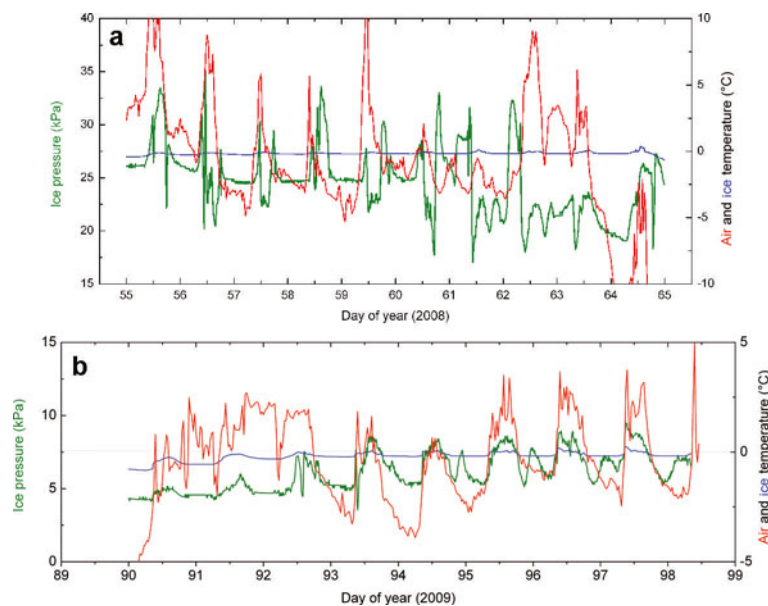 a
40
35
30
25
20
15
Ice pressure (kPa)
10
5
0
-5
-10
Air and ice temperature (°C)
55 56 57 58 59 60 61 62 63 64 65
Day of year (2008)
b
15
10
5
0
Ice pressure (kPa)
5
0
-5
Air and ice temperature (°C)
89 90 91 92 93 94 95 96 97 98 99
Day of year (2009)